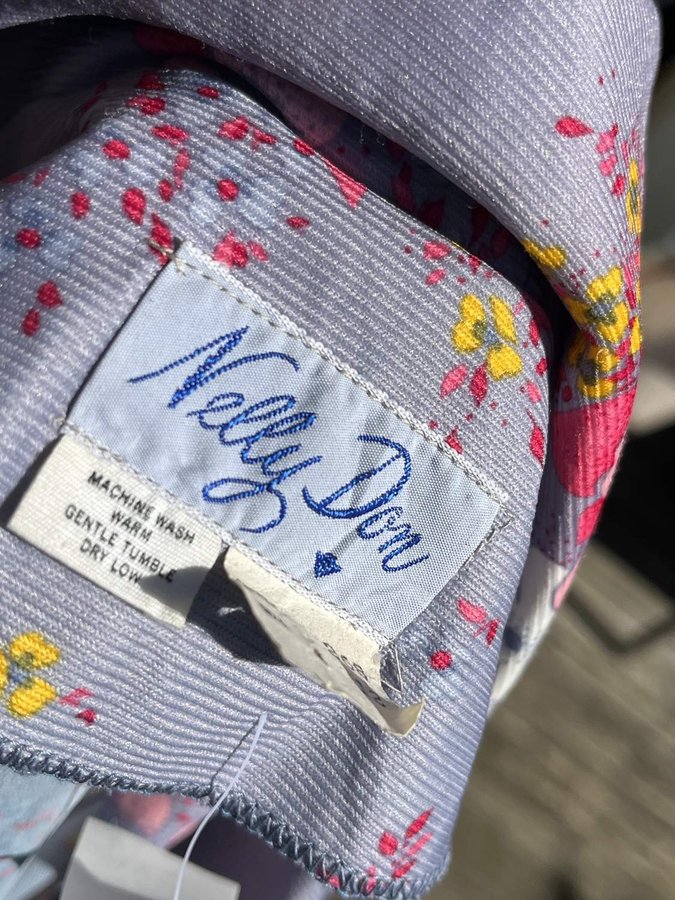 Nelly Don
MACHINE WASH
WARM
GENTLE TUMBLE
DRY LOW